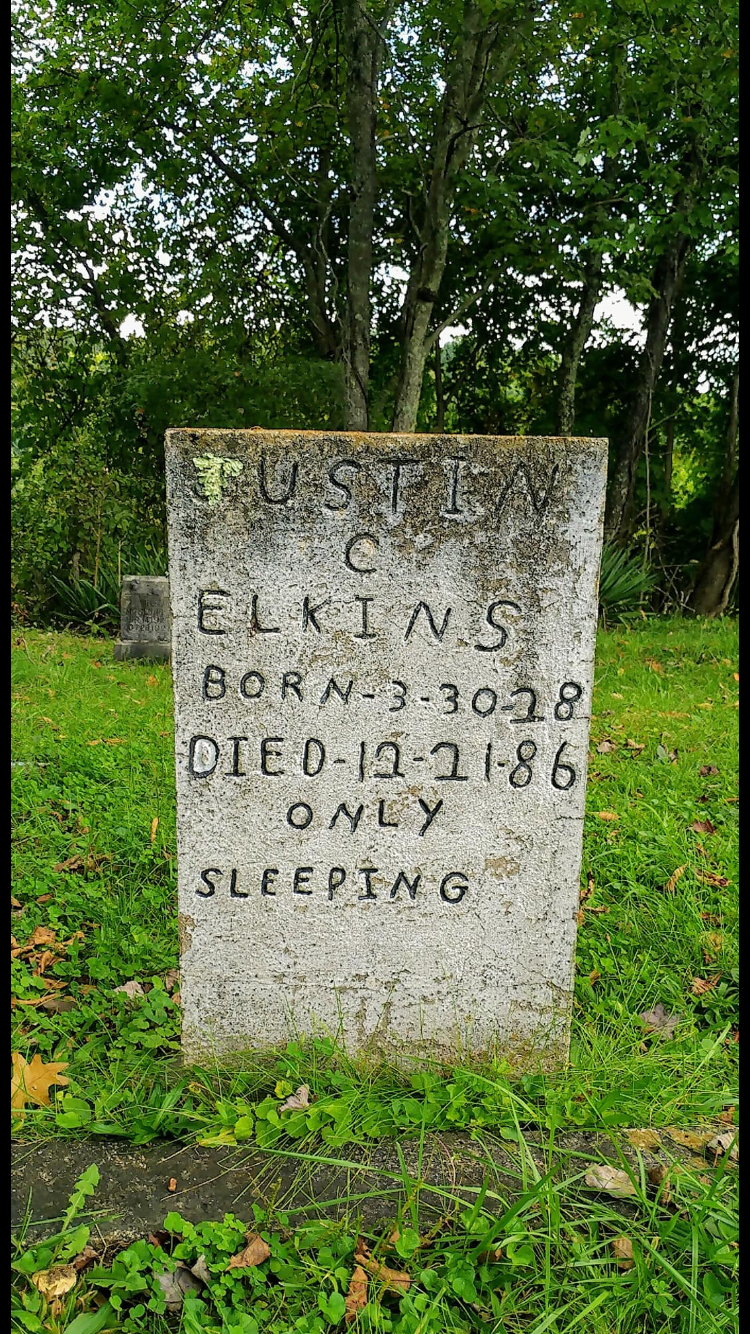 JUSTIN
C
ELKINS
BORN-3-30-28
DIED-12-21-86
ONLY
SLEEPING